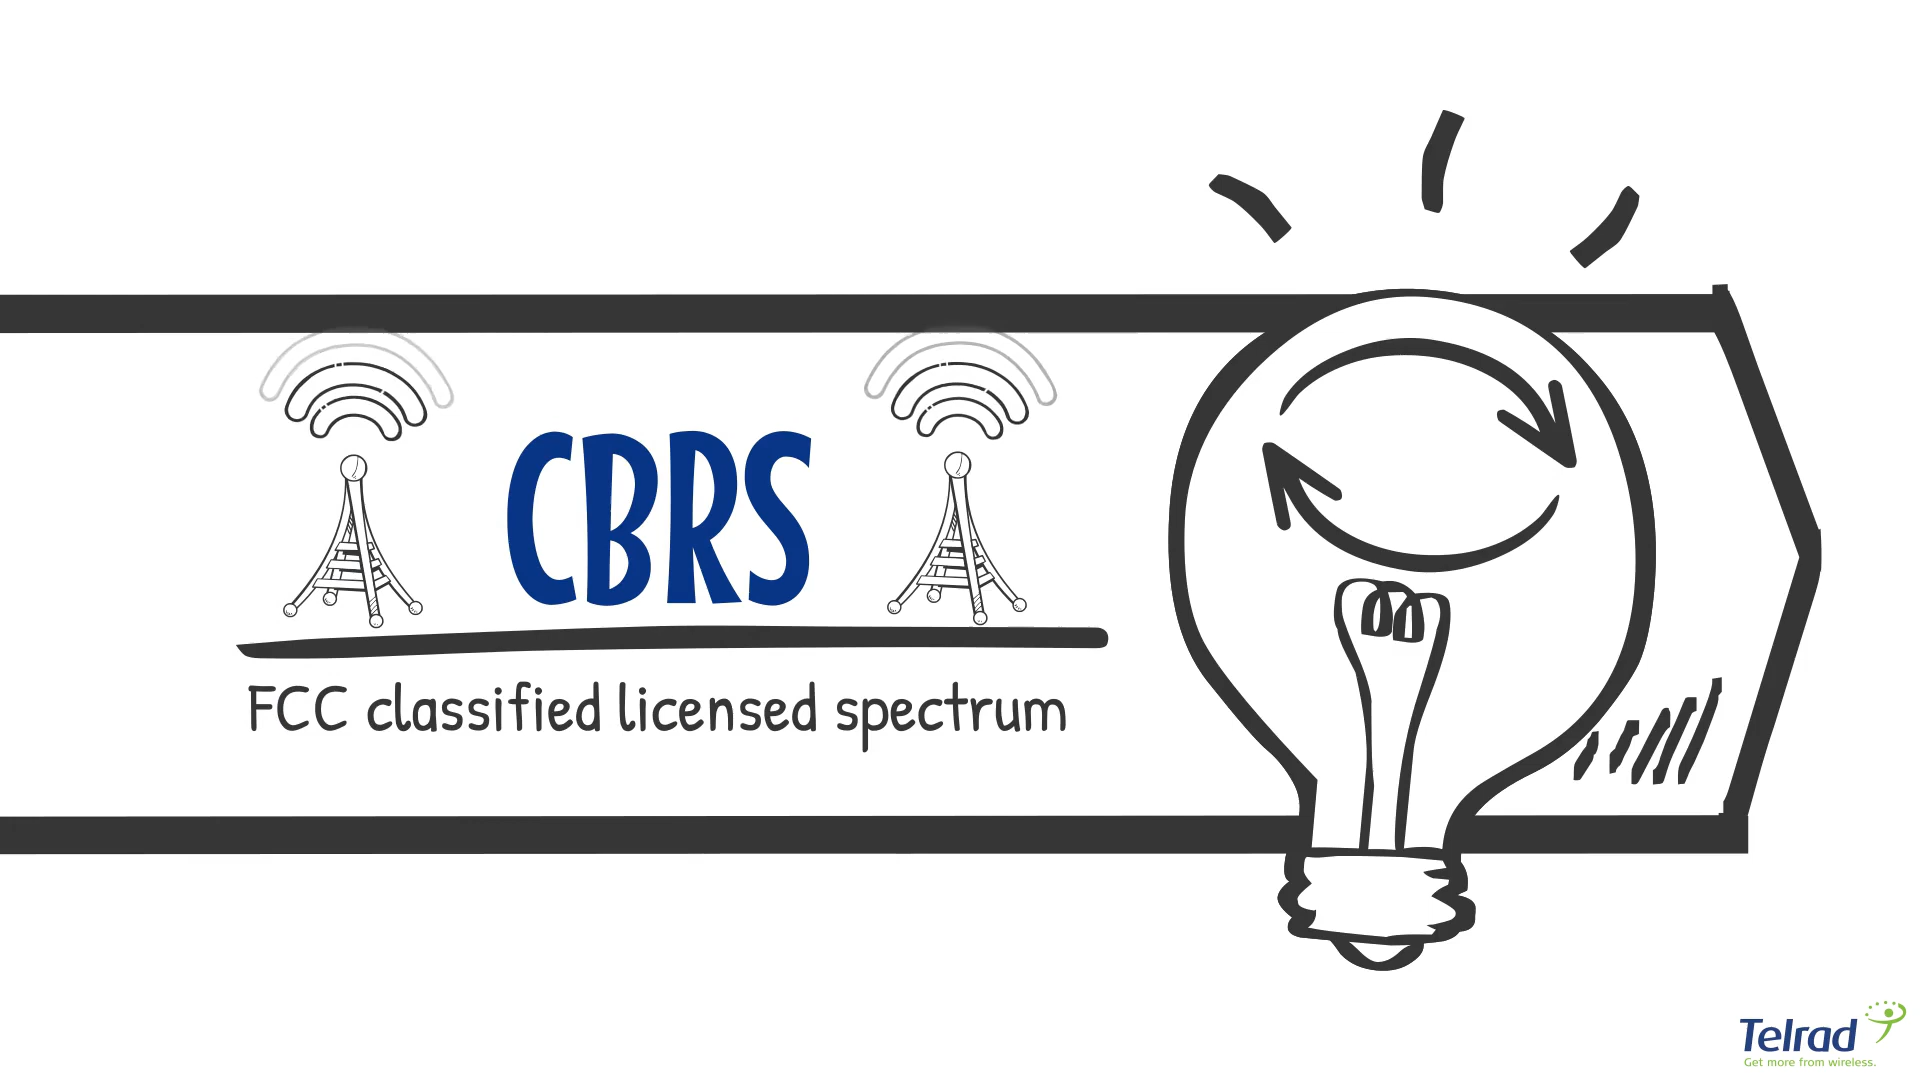 CBRS
FCC classified licensed spectrum
Telrad
Get more from wireless.